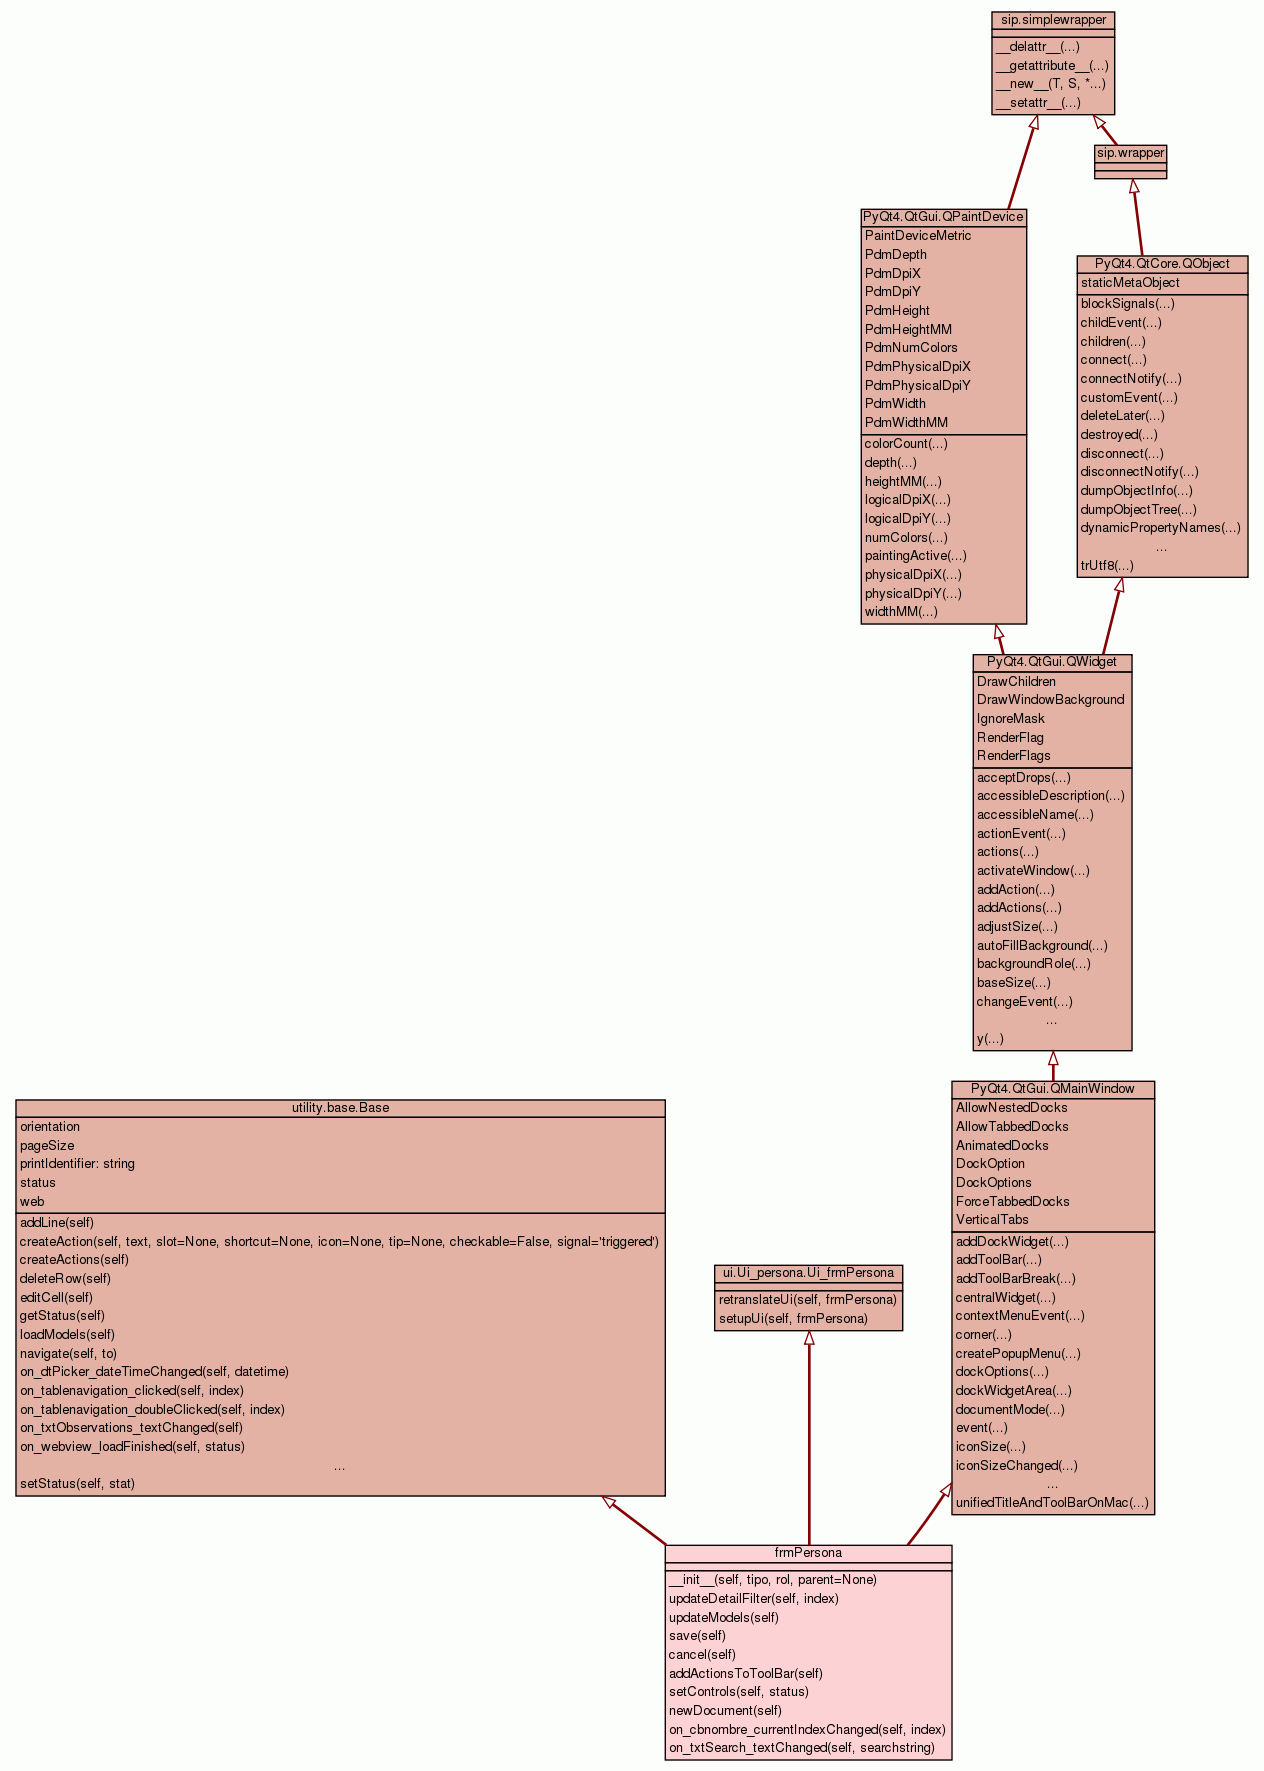 sip.simplewrapper
__delattr__(...)
__getattribute__(...)
__new__(T, S, *...)
__setattr__(...)
sip.wrapper
PyQt4.QtGui.QPaintDevice
PaintDeviceMetric
PdmDepth
PdmDpiX
PdmDpiY
PdmHeight
PdmHeightMM
PdmNumColors
PdmPhysicalDpiX
PdmPhysicalDpiY
PdmWidth
PdmWidthMM
colorCount(...)
depth(...)
heightMM(...)
logicalDpiX(...)
logicalDpiY(...)
numColors(...)
paintingActive(...)
physicalDpiX(...)
physicalDpiY(...)
widthMM(...)
PyQt4.QtCore.QObject
staticMetaObject
blockSignals(...)
childEvent(...)
children(...)
connect(...)
connectNotify(...)
customEvent(...)
deleteLater(...)
destroyed(...)
disconnect(...)
disconnectNotify(...)
dumpObjectInfo(...)
dumpObjectTree(...)
dynamicPropertyNames(...)
...
trUtf8(...)
PyQt4.QtGui.QWidget
DrawChildren
DrawWindowBackground
IgnoreMask
RenderFlag
RenderFlags
acceptDrops(...)
accessibleDescription(...)
accessibleName(...)
actionEvent(...)
actions(...)
activateWindow(...)
addAction(...)
addActions(...)
adjustSize(...)
autoFillBackground(...)
backgroundRole(...)
baseSize(...)
changeEvent(...)
...
y(...)
PyQt4.QtGui.QMainWindow
AllowNestedDocks
AllowTabbedDocks
AnimatedDocks
DockOption
DockOptions
ForceTabbedDocks
VerticalTabs
addDockWidget(...)
addToolBar(...)
addToolBarBreak(...)
centralWidget(...)
contextMenuEvent(...)
corner(...)
createPopupMenu(...)
dockOptions(...)
dockWidgetArea(...)
documentMode(...)
event(...)
iconSize(...)
iconSizeChanged(...)
...
unifiedTitleAndToolBarOnMac(...)
utility.base.Base
orientation
pageSize
printIdentifier: string
status
web
addLine(self)
createAction(self, text, slot=None, shortcut=None, icon=None, tip=None, checkable=False, signal='triggered')
createActions(self)
deleteRow(self)
editCell(self)
getStatus(self)
loadModels(self)
navigate(self, to)
on_dtPicker_dateTimeChanged(self, datetime)
on_tablenavigation_clicked(self, index)
on_tablenavigation_doubleClicked(self, index)
on_txtObservations_textChanged(self)
on_webview_loadFinished(self, status)
...
setStatus(self, stat)
ui.Ui_persona.Ui_frmPersona
retranslateUi(self, frmPersona)
setupUi(self, frmPersona)
frmPersona
__init__(self, tipo, rol, parent=None)
updateDetailFilter(self, index)
updateModels(self)
save(self)
cancel(self)
addActionsToToolBar(self)
setControls(self, status)
newDocument(self)
on_cbnombre_currentIndexChanged(self, index)
on_txtSearch_textChanged(self, searchstring)